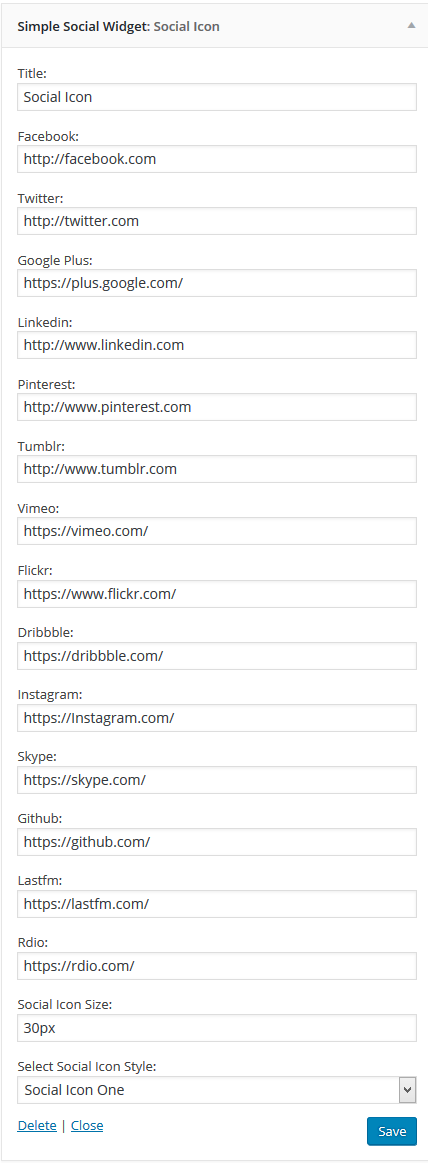 Simple Social Widget: Social Icon
Title:
Social Icon
Facebook:
http://facebook.com
Twitter:
http://twitter.com
Google Plus:
https://plus.google.com/
Linkedin:
http://www.linkedin.com
Pinterest:
http://www.pinterest.com
Tumblr:
http://www.tumblr.com
Vimeo:
https://vimeo.com/
Flickr:
https://www.flickr.com/
Dribbble:
https://dribbble.com/
Instagram:
https://Instagram.com/
Skype:
https://skype.com/
Github:
https://github.com/
Lastfm:
https://lastfm.com/
Rdio:
https://rdio.com/
Social Icon Size:
30px
Select Social Icon Style:
Social Icon One
Delete | Close Save